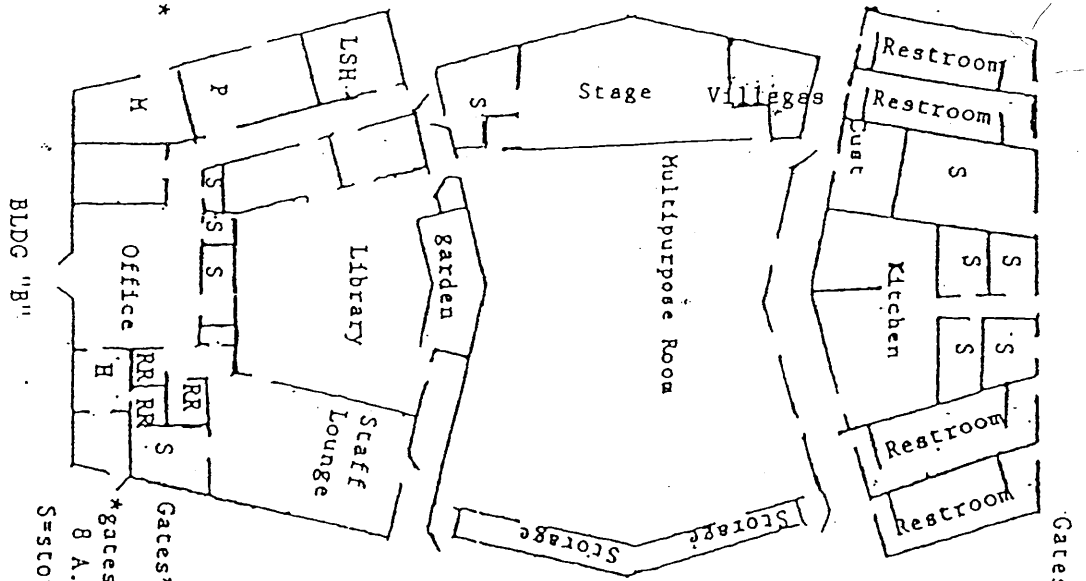 *
Restroom
LSH
P
H
Stage
Villegas
Restroom
S
Cust
S
S
S
S
Multipurpose Room
garden
Library
Office
BLDG "B"
S
S
Kitchen
S
S
RR
RR
RR
H
S
Staff
Lounge
Restroom
Restroom
Storage
Storage
Gates
Gates*
*gates
8 A.
S=sto